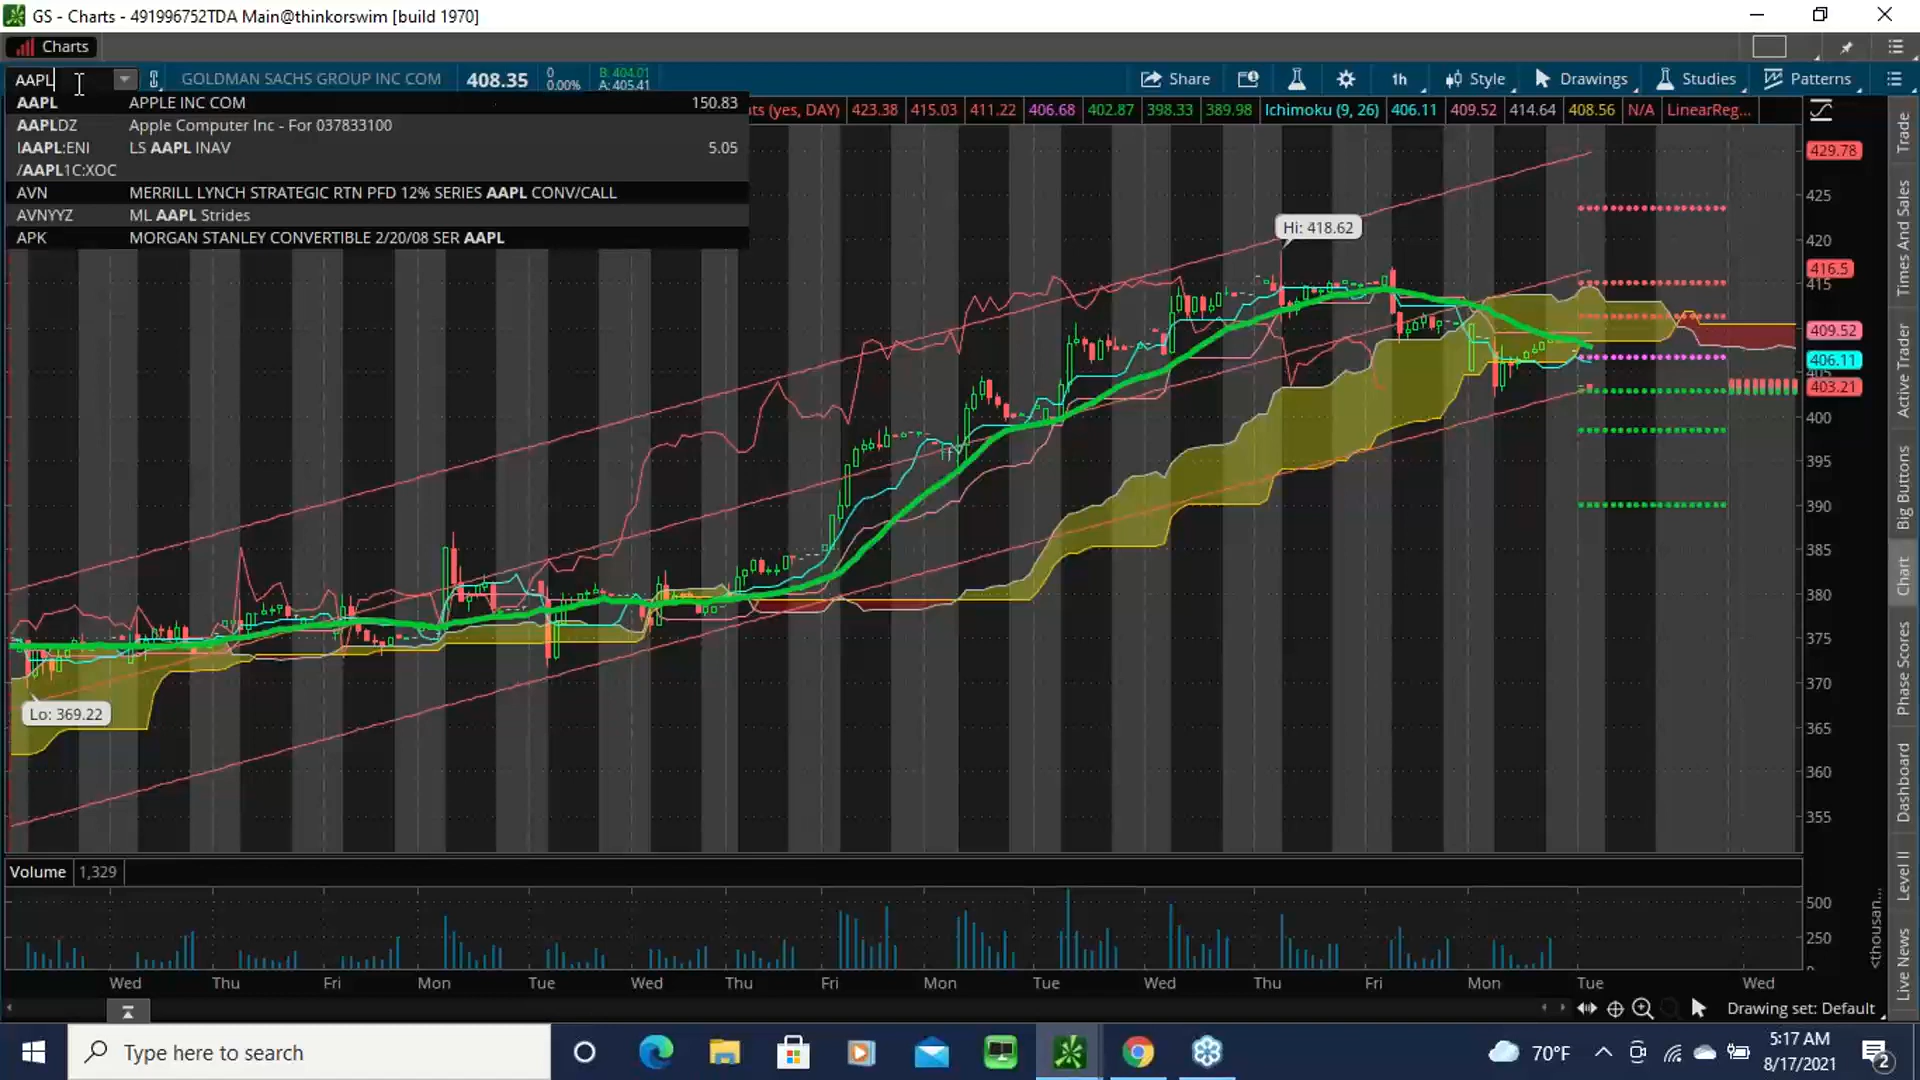 GS - Charts - 491996752TDA Main@thinkorswim [build 1970]
Charts
AAPL GOLDMAN SACHS GROUP INC COM 408.35 0 0.00% B: 404.01 A: 405.41 Share 1h Style Drawings Studies Patterns
AAPL APPLE INC COM 150.83
AAPLDZ Apple Computer Inc - For 037833100
IAAPL:ENI LS AAPL INAV 5.05
/AAPL1C:XOC
AVN MERRILL LYNCH STRATEGIC RTN PFD 12% SERIES AAPL CONV/CALL
AVNYYZ ML AAPL Strides
APK MORGAN STANLEY CONVERTIBLE 2/20/08 SER AAPL
ts (yes, DAY) 423.38 415.03 411.22 406.68 402.87 398.33 389.98 Ichimoku (9, 26) 406.11 409.52 414.64 408.56 N/A LinearReg...
Hi: 418.62
Lo: 369.22
429.78
425
420
416.5
415
409.52
406.11
405
403.21
400
395
390
385
380
375
370
365
360
355
Trade
Times And Sales
Active Trader
Big Buttons
Chart
Phase Scores
Dashboard
Level II
Live News
Volume 1,329
500
250
0
<thousan...
Wed Thu Fri Mon Tue Wed Thu Fri Mon Tue Wed Thu Fri Mon Tue Wed
Drawing set: Default
Type here to search
70°F
5:17 AM
8/17/2021
2